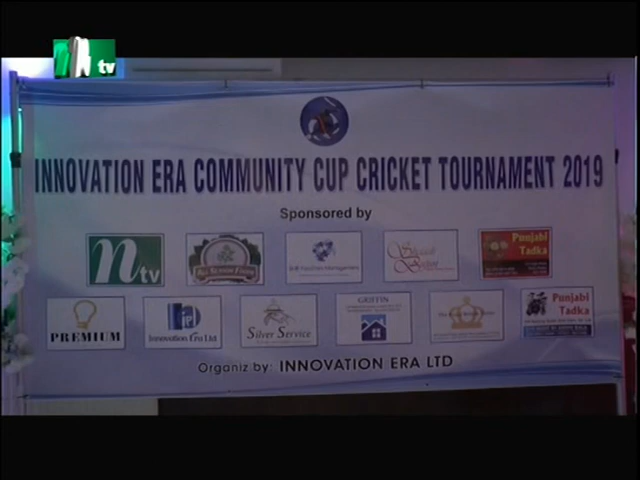 tv
INNOVATION ERA COMMUNITY CUP CRICKET TOURNAMENT 2019
Sponsored by
ntv
Punjabi
Tadka
PREMIUM
Innovation Era Ltd
Silver Service
GRIFFIN
Punjabi
Tadka
Organiz by: INNOVATION ERA LTD